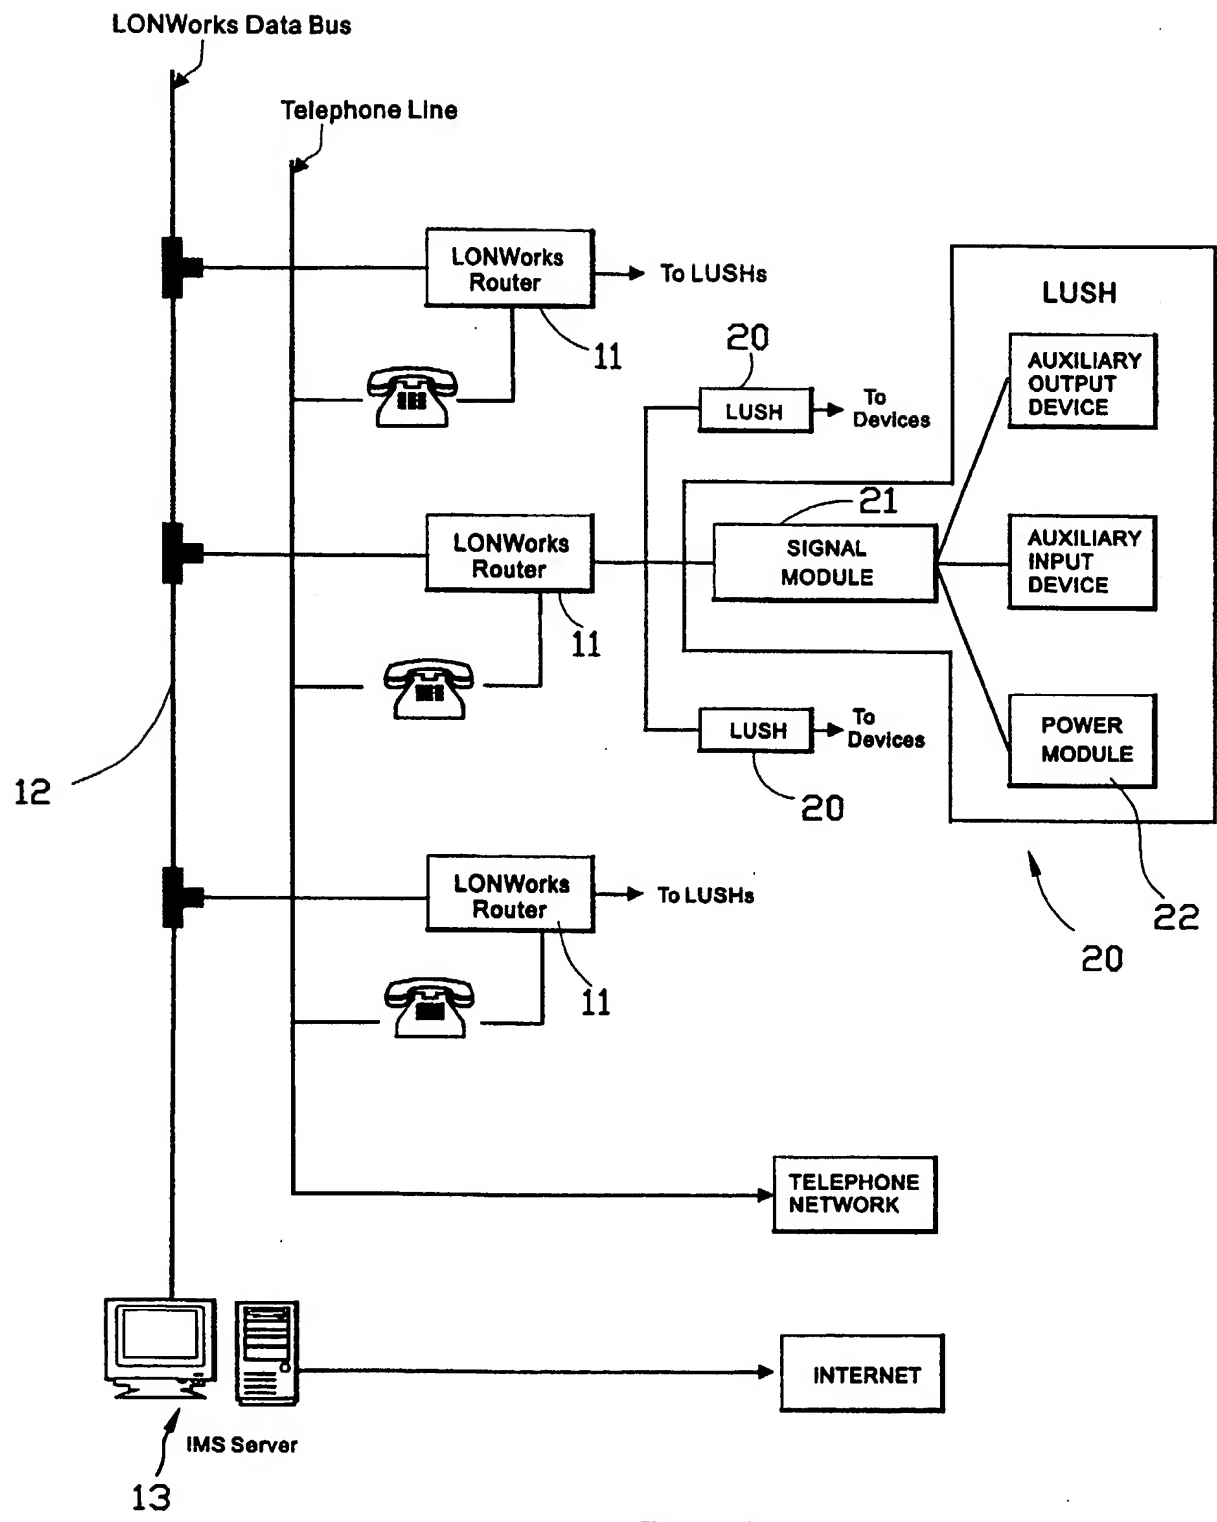 LONWorks Data Bus
Telephone Line
LONWorks
Router
To LUSHs
11
20
LUSH
To
Devices
LUSH
AUXILIARY
OUTPUT
DEVICE
21
LONWorks
Router
SIGNAL
MODULE
AUXILIARY
INPUT
DEVICE
11
12
LUSH
To
Devices
20
POWER
MODULE
LONWorks
Router
To LUSHs
11
22
20
TELEPHONE
NETWORK
INTERNET
IMS Server
13